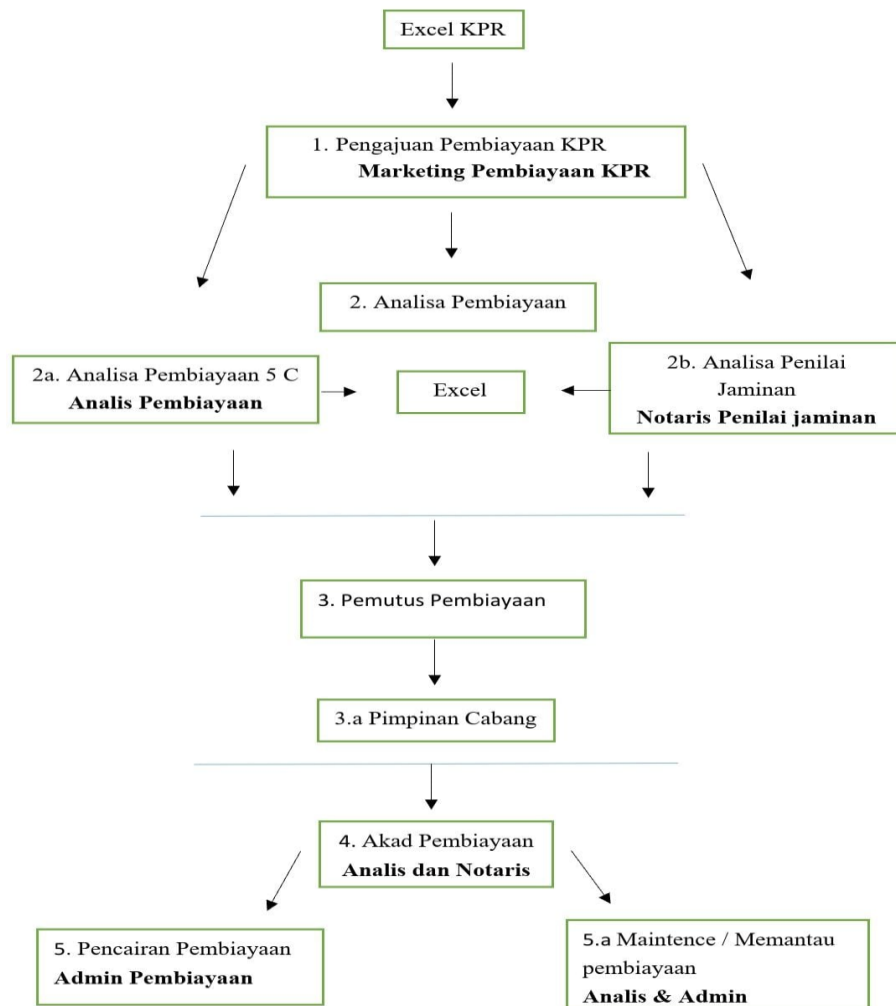 Excel KPR
1. Pengajuan Pembiayaan KPR
Marketing Pembiayaan KPR
2. Analisa Pembiayaan
2a. Analisa Pembiayaan 5 C
Analis Pembiayaan
Excel
2b. Analisa Penilai
Jaminan
Notaris Penilai jaminan
3. Pemutus Pembiayaan
3.a Pimpinan Cabang
4. Akad Pembiayaan
Analis dan Notaris
5. Pencairan Pembiayaan
Admin Pembiayaan
5.a Maintence / Memantau
pembiayaan
Analis & Admin